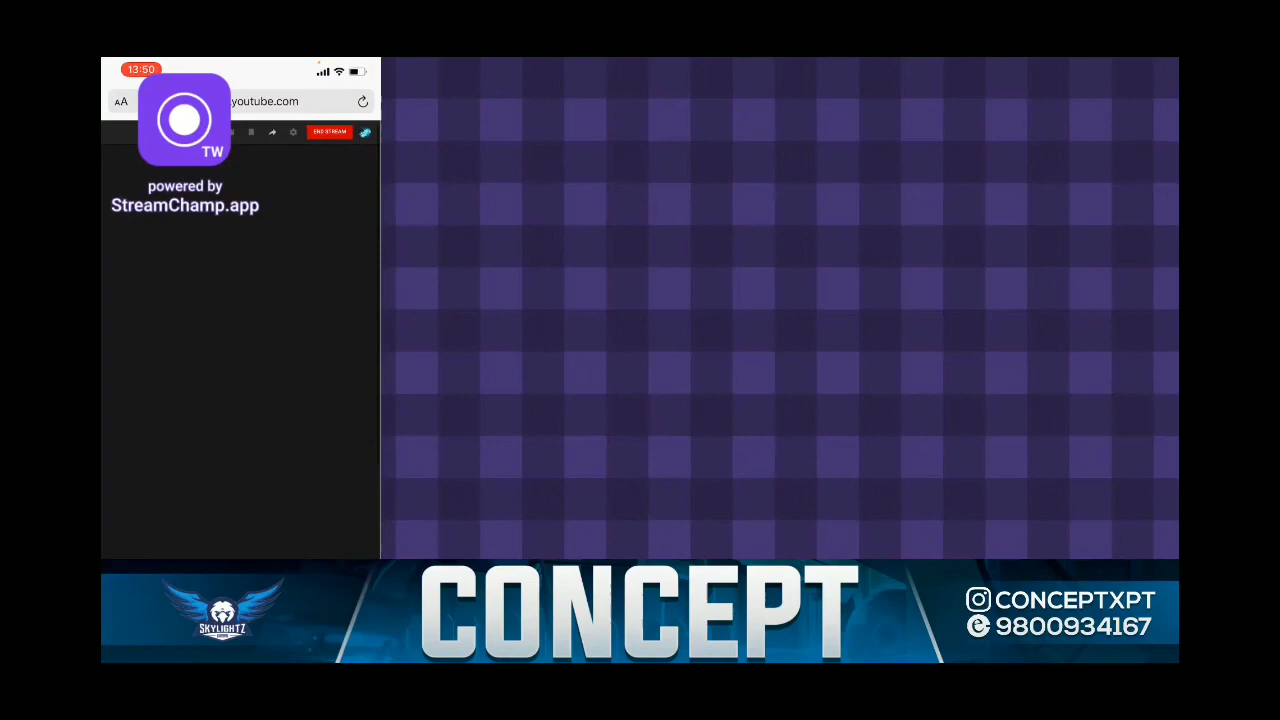 13:50
AA
youtube.com
END STREAM
TW
powered by
StreamChamp.app
SKYLIGHTZ
CONCEPT
CONCEPTXPT
9800934167